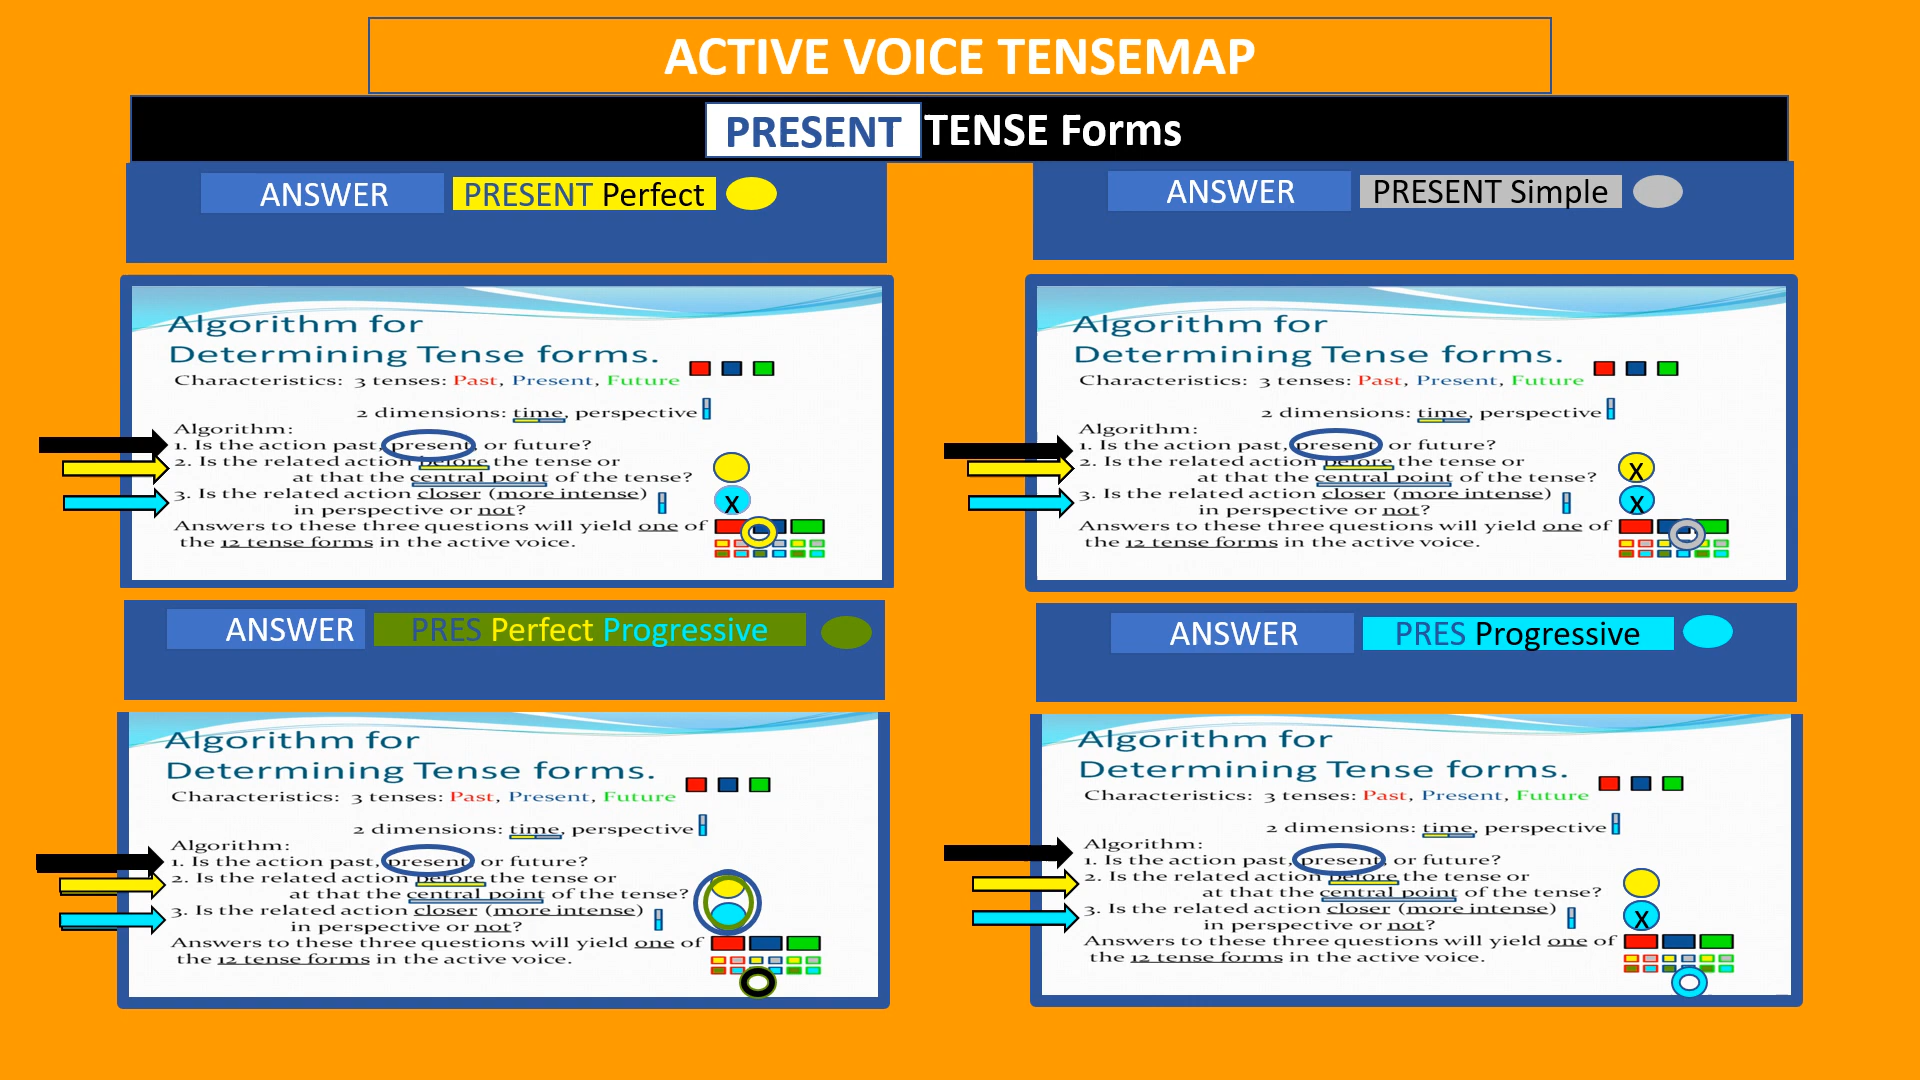 ACTIVE VOICE TENSEMAP
PRESENT TENSE Forms
ANSWER PRESENT Perfect
Algorithm for
Determining Tense forms.
Characteristics: 3 tenses: Past, Present, Future
2 dimensions: time, perspective
Algorithm:
1. Is the action past, present, or future?
2. Is the related action before the tense or
at that the central point of the tense?
3. Is the related action closer (more intense)
in perspective or not?
X
Answers to these three questions will yield one of
the 12 tense forms in the active voice.
ANSWER PRESENT Simple
Algorithm for
Determining Tense forms.
Characteristics: 3 tenses: Past, Present, Future
2 dimensions: time, perspective
Algorithm:
1. Is the action past, present, or future?
2. Is the related action before the tense or
X
at that the central point of the tense?
3. Is the related action closer (more intense)
X
in perspective or not?
Answers to these three questions will yield one of
the 12 tense forms in the active voice.
ANSWER PRES Perfect Progressive
Algorithm for
Determining Tense forms.
Characteristics: 3 tenses: Past, Present, Future
2 dimensions: time, perspective
Algorithm:
1. Is the action past, present, or future?
2. Is the related action before the tense or
at that the central point of the tense?
3. Is the related action closer (more intense)
in perspective or not?
Answers to these three questions will yield one of
the 12 tense forms in the active voice.
ANSWER PRES Progressive
Algorithm for
Determining Tense forms.
Characteristics: 3 tenses: Past, Present, Future
2 dimensions: time, perspective
Algorithm:
1. Is the action past, present, or future?
2. Is the related action before the tense or
at that the central point of the tense?
3. Is the related action closer (more intense)
X
in perspective or not?
Answers to these three questions will yield one of
the 12 tense forms in the active voice.